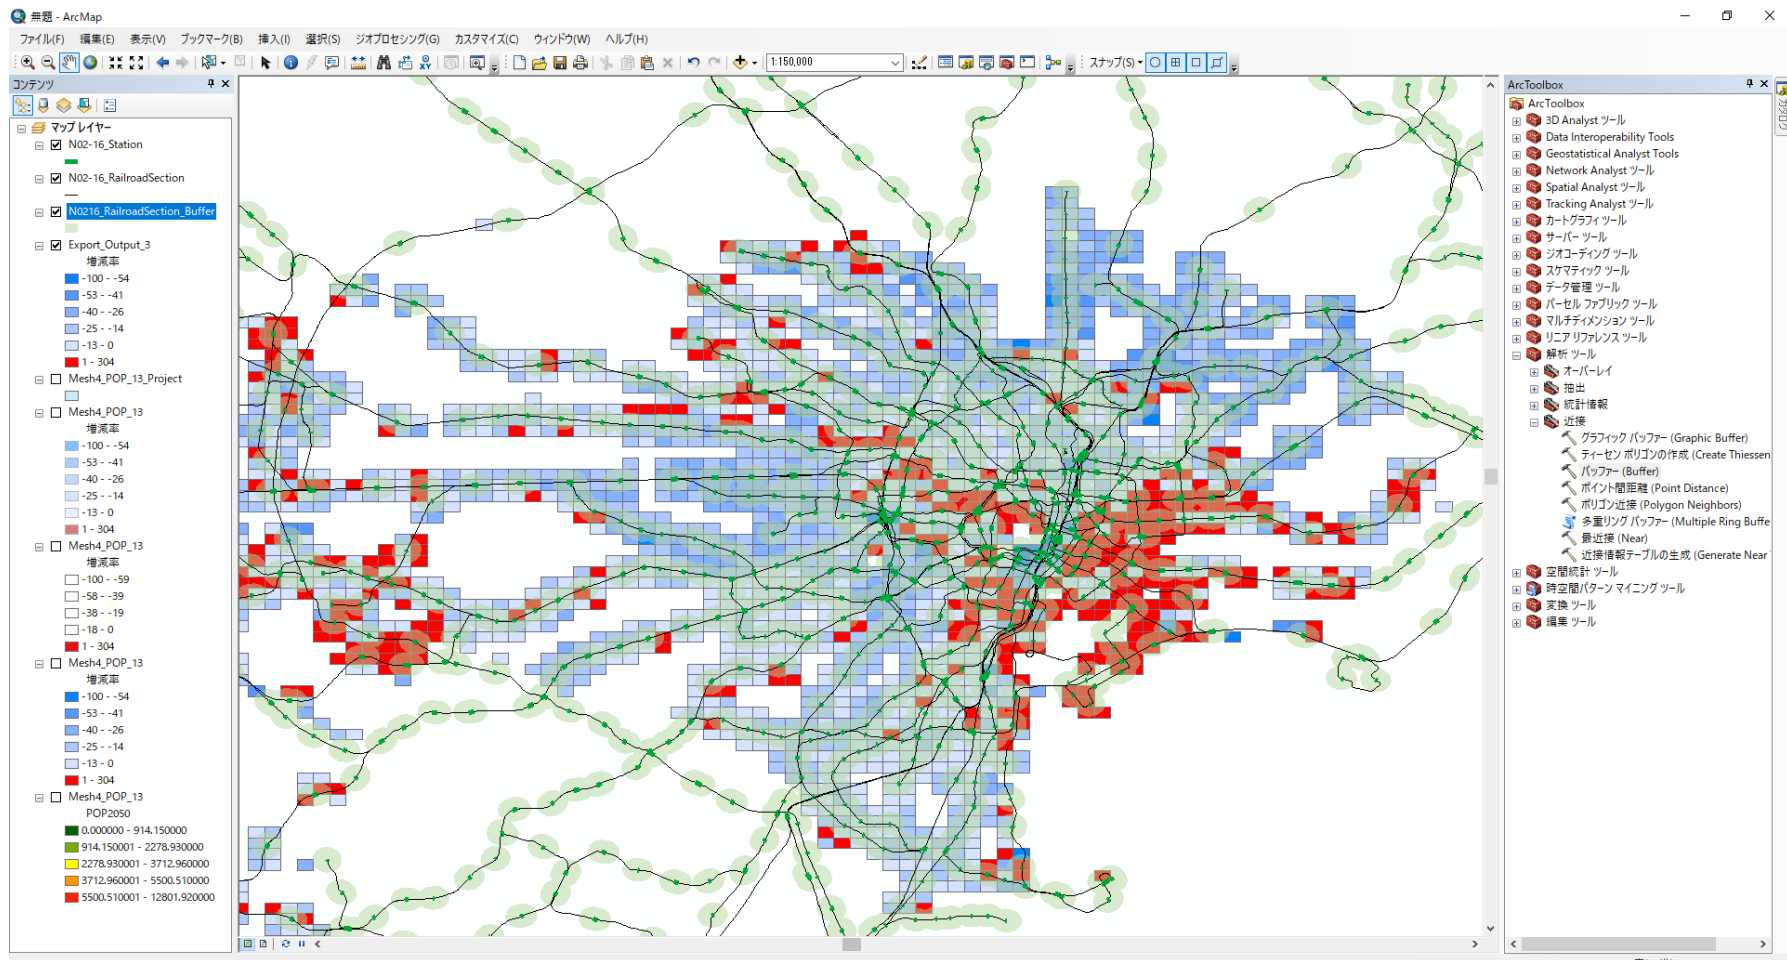 無題 - ArcMap
ファイル(F) 編集(E) 表示(V) ブックマーク(B) 挿入(I) 選択(S) ジオプロセシング(G) カスタマイズ(C) ウィンドウ(W) ヘルプ(H)
1:150,000
スナップ(S)
コンテンツ
マップ レイヤー
N02-16_Station
N02-16_RailroadSection
N0216_RailroadSection_Buffer
Export_Output_3
増減率
-100 - -54
-53 - -41
-40 - -26
-25 - -14
-13 - 0
1 - 304
Mesh4_POP_13_Project
Mesh4_POP_13
増減率
-100 - -54
-53 - -41
-40 - -26
-25 - -14
-13 - 0
1 - 304
Mesh4_POP_13
増減率
-100 - -59
-58 - -39
-38 - -19
-18 - 0
1 - 304
Mesh4_POP_13
増減率
-100 - -54
-53 - -41
-40 - -26
-25 - -14
-13 - 0
1 - 304
Mesh4_POP_13
POP2050
0.000000 - 914.150000
914.150001 - 2278.930000
2278.930001 - 3712.960000
3712.960001 - 5500.510000
5500.510001 - 12801.920000
ArcToolbox
ArcToolbox
3D Analyst ツール
Data Interoperability Tools
Geostatistical Analyst Tools
Network Analyst ツール
Spatial Analyst ツール
Tracking Analyst ツール
カートグラフィ ツール
サーバー ツール
ジオコーディング ツール
スケマティック ツール
データ管理 ツール
パーセル ファブリック ツール
マルチディメンション ツール
リニア リファレンス ツール
解析 ツール
オーバーレイ
抽出
統計情報
近接
グラフィック バッファー (Graphic Buffer)
ティーセン ポリゴンの作成 (Create Thiessen
バッファー (Buffer)
ポイント間距離 (Point Distance)
ポリゴン近接 (Polygon Neighbors)
多重リング バッファー (Multiple Ring Buffe
最近接 (Near)
近接情報テーブルの生成 (Generate Near
空間統計 ツール
時空間パターン マイニング ツール
変換 ツール
編集 ツール
カタログ